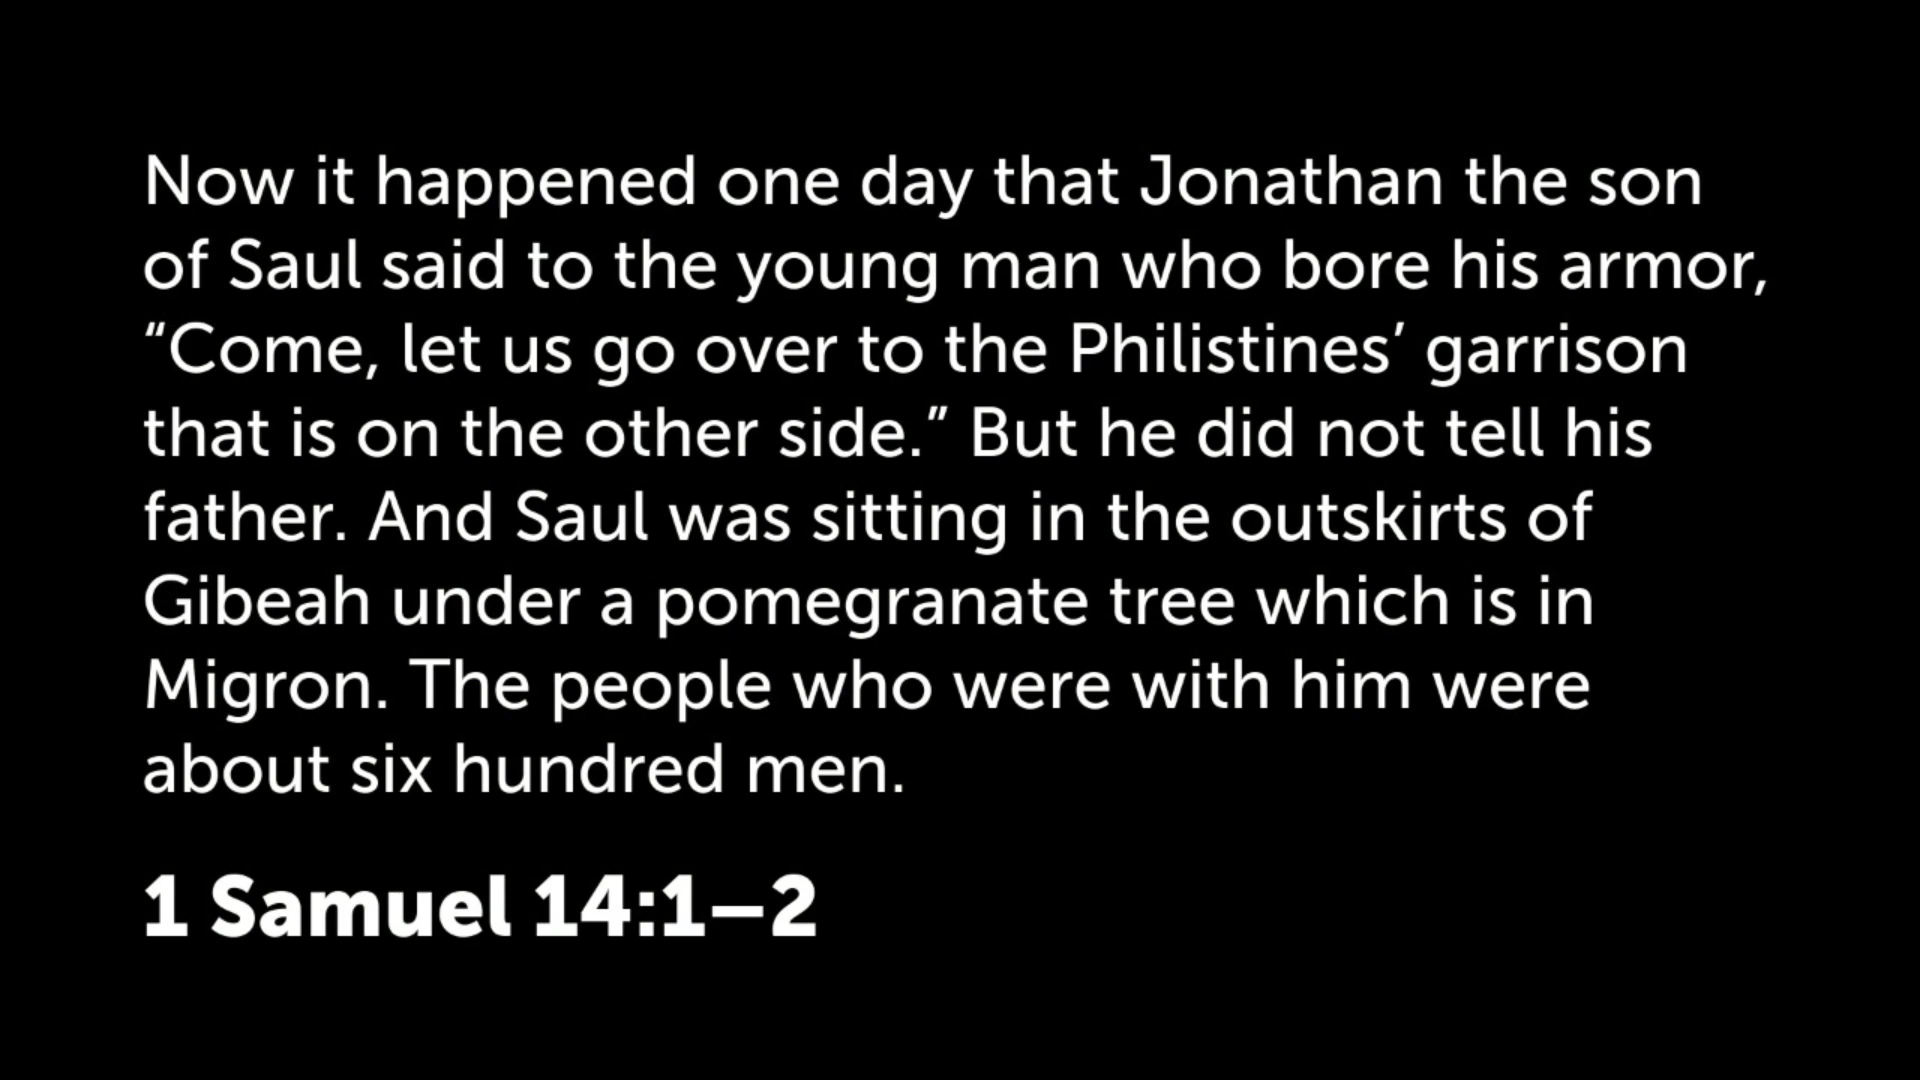 Now it happened one day that Jonathan the son
of Saul said to the young man who bore his armor,
“Come, let us go over to the Philistines’ garrison
that is on the other side.” But he did not tell his
father. And Saul was sitting in the outskirts of
Gibeah under a pomegranate tree which is in
Migron. The people who were with him were
about six hundred men.
1 Samuel 14:1–2